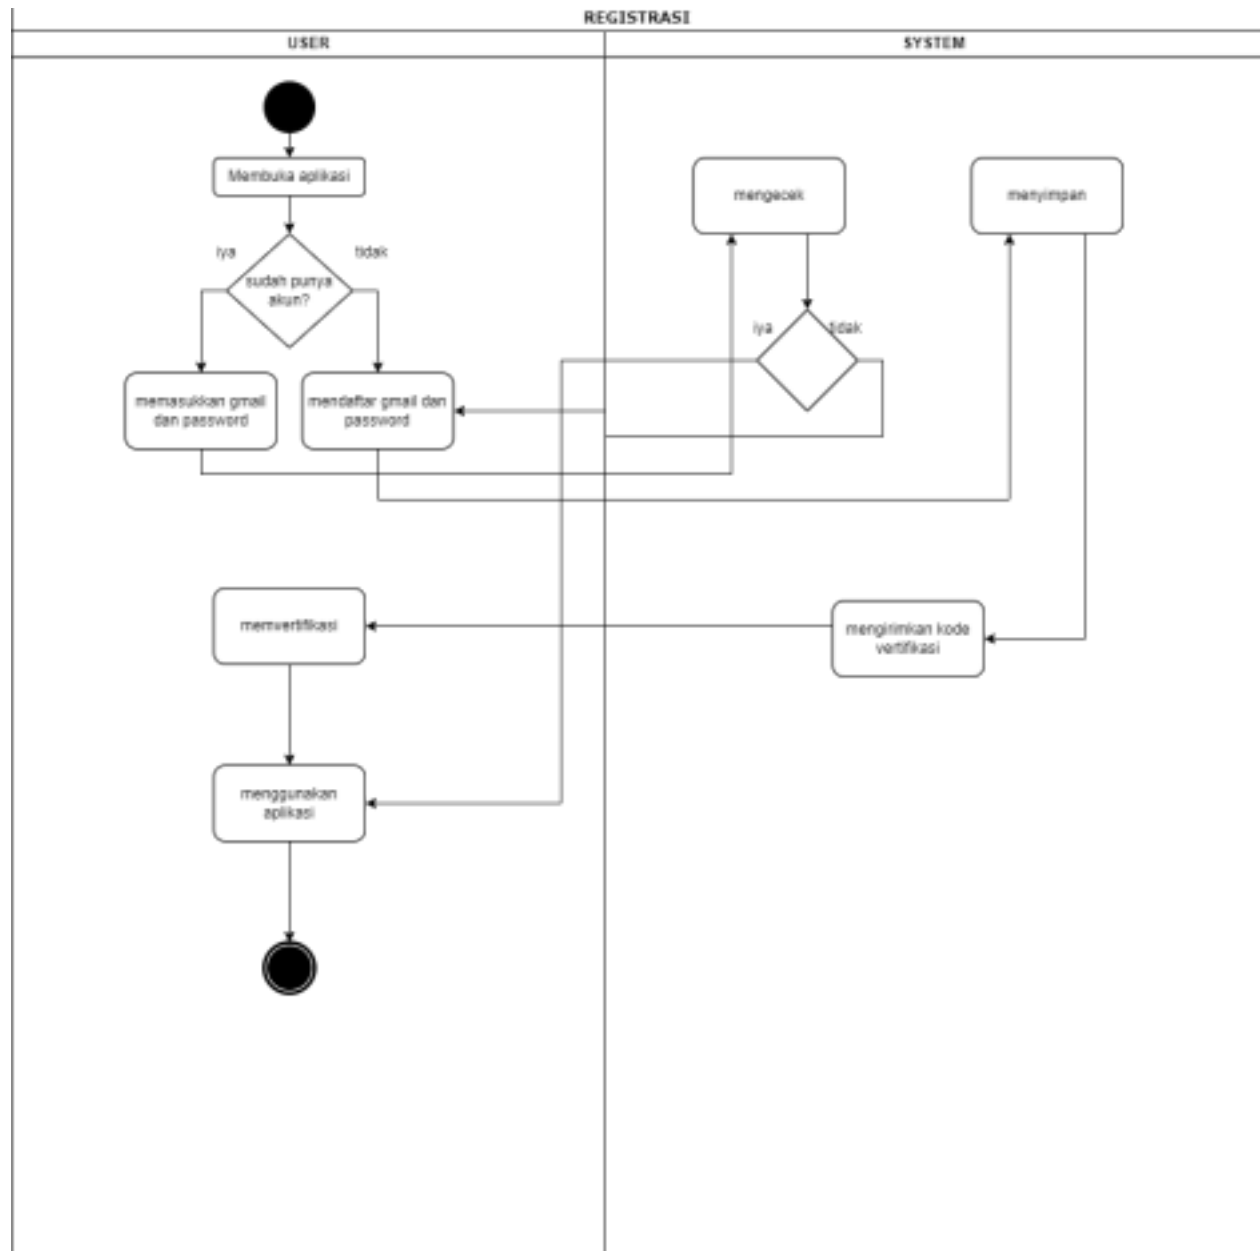 REGISTRASI
USER
SYSTEM
Membuka aplikasi
mengecek
menyimpan
iya
tidak
sudah punya
akun?
iya
tidak
memasukkan gmail
dan password
mendaftar gmail dan
password
memvertifikasi
mengirimkan kode
vertifikasi
menggunakan
aplikasi